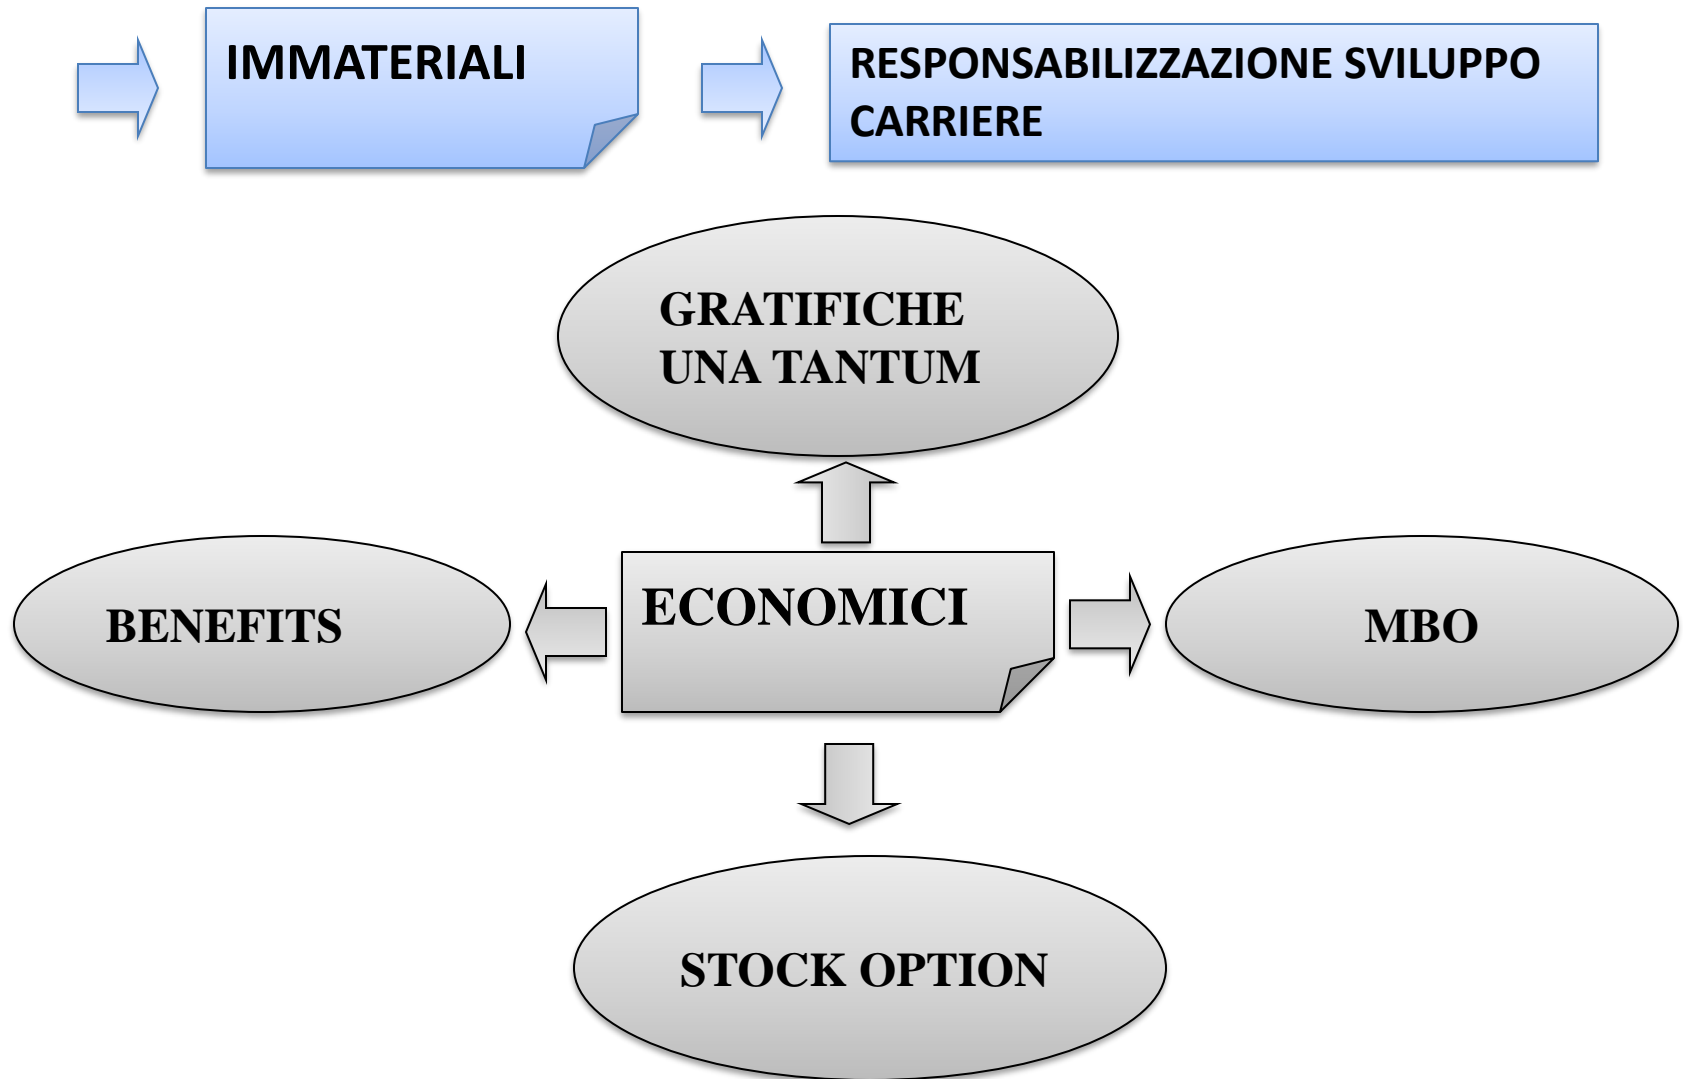 IMMATERIALI
RESPONSABILIZZAZIONE SVILUPPO
CARRIERE
GRATIFICHE
UNA TANTUM
BENEFITS
ECONOMICI
MBO
STOCK OPTION